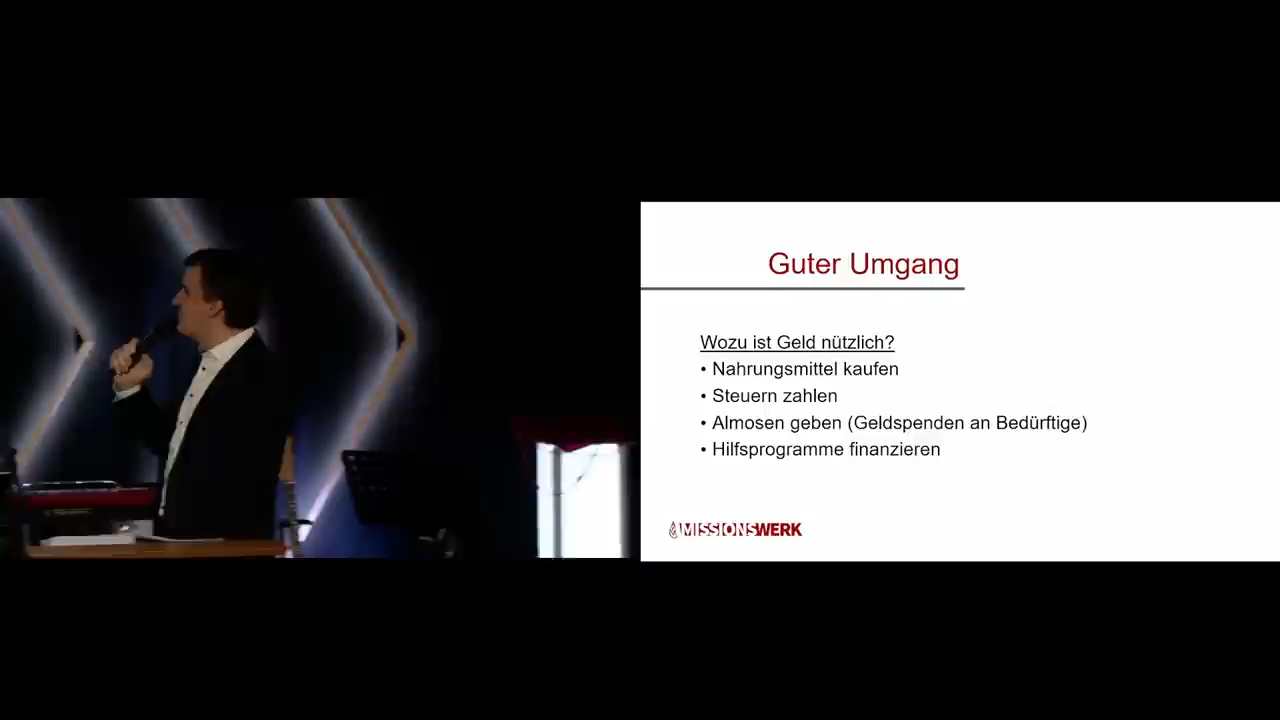 Guter Umgang
Wozu ist Geld nützlich?
• Nahrungsmittel kaufen
• Steuern zahlen
• Almosen geben (Geldspenden an Bedürftige)
• Hilfsprogramme finanzieren
MISSIONSWERK